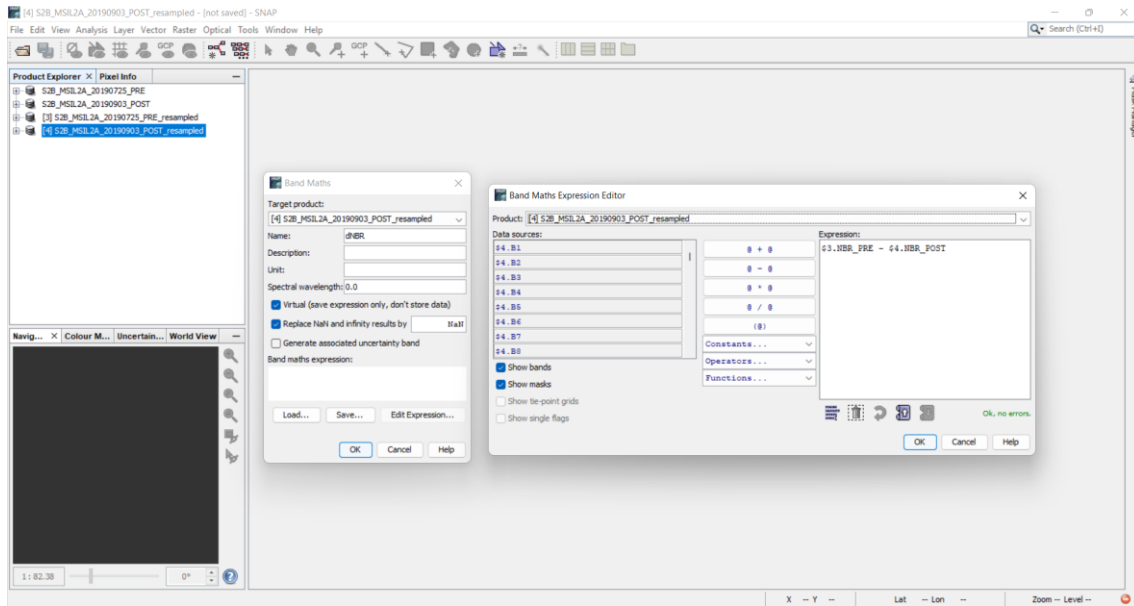 [4] S2B_MSIL2A_20190903_POST_resampled - [not saved] - SNAP
File Edit View Analysis Layer Vector Raster Optical Tools Window Help
Search (Ctrl+I)
GCP
GCP
Product Explorer × Pixel Info
S2B_MSIL2A_20190725_PRE
S2B_MSIL2A_20190903_POST
[3] S2B_MSIL2A_20190725_PRE_resampled
[4] S2B_MSIL2A_20190903_POST_resampled
Navig... × Colour M... Uncertain... World View
1 : 82.38
0°
Band Maths
Target product:
[4] S2B_MSIL2A_20190903_POST_resampled
Name: dNBR
Description:
Unit:
Spectral wavelength: 0.0
Virtual (save expression only, don't store data)
Replace NaN and infinity results by NaN
Generate associated uncertainty band
Band maths expression:
Load... Save... Edit Expression...
OK Cancel Help
Band Maths Expression Editor
Product: [4] S2B_MSIL2A_20190903_POST_resampled
Data sources:
$4.B1
$4.B2
$4.B3
$4.B4
$4.B5
$4.B6
$4.B7
$4.B8
Show bands
Show masks
Show tie-point grids
Show single flags
@ + @
@ - @
@ * @
@ / @
(@)
Constants...
Operators...
Functions...
Expression:
$3.NBR_PRE - $4.NBR_POST
Ok, no errors.
OK Cancel Help
X -- Y -- Lat -- Lon -- Zoom -- Level --